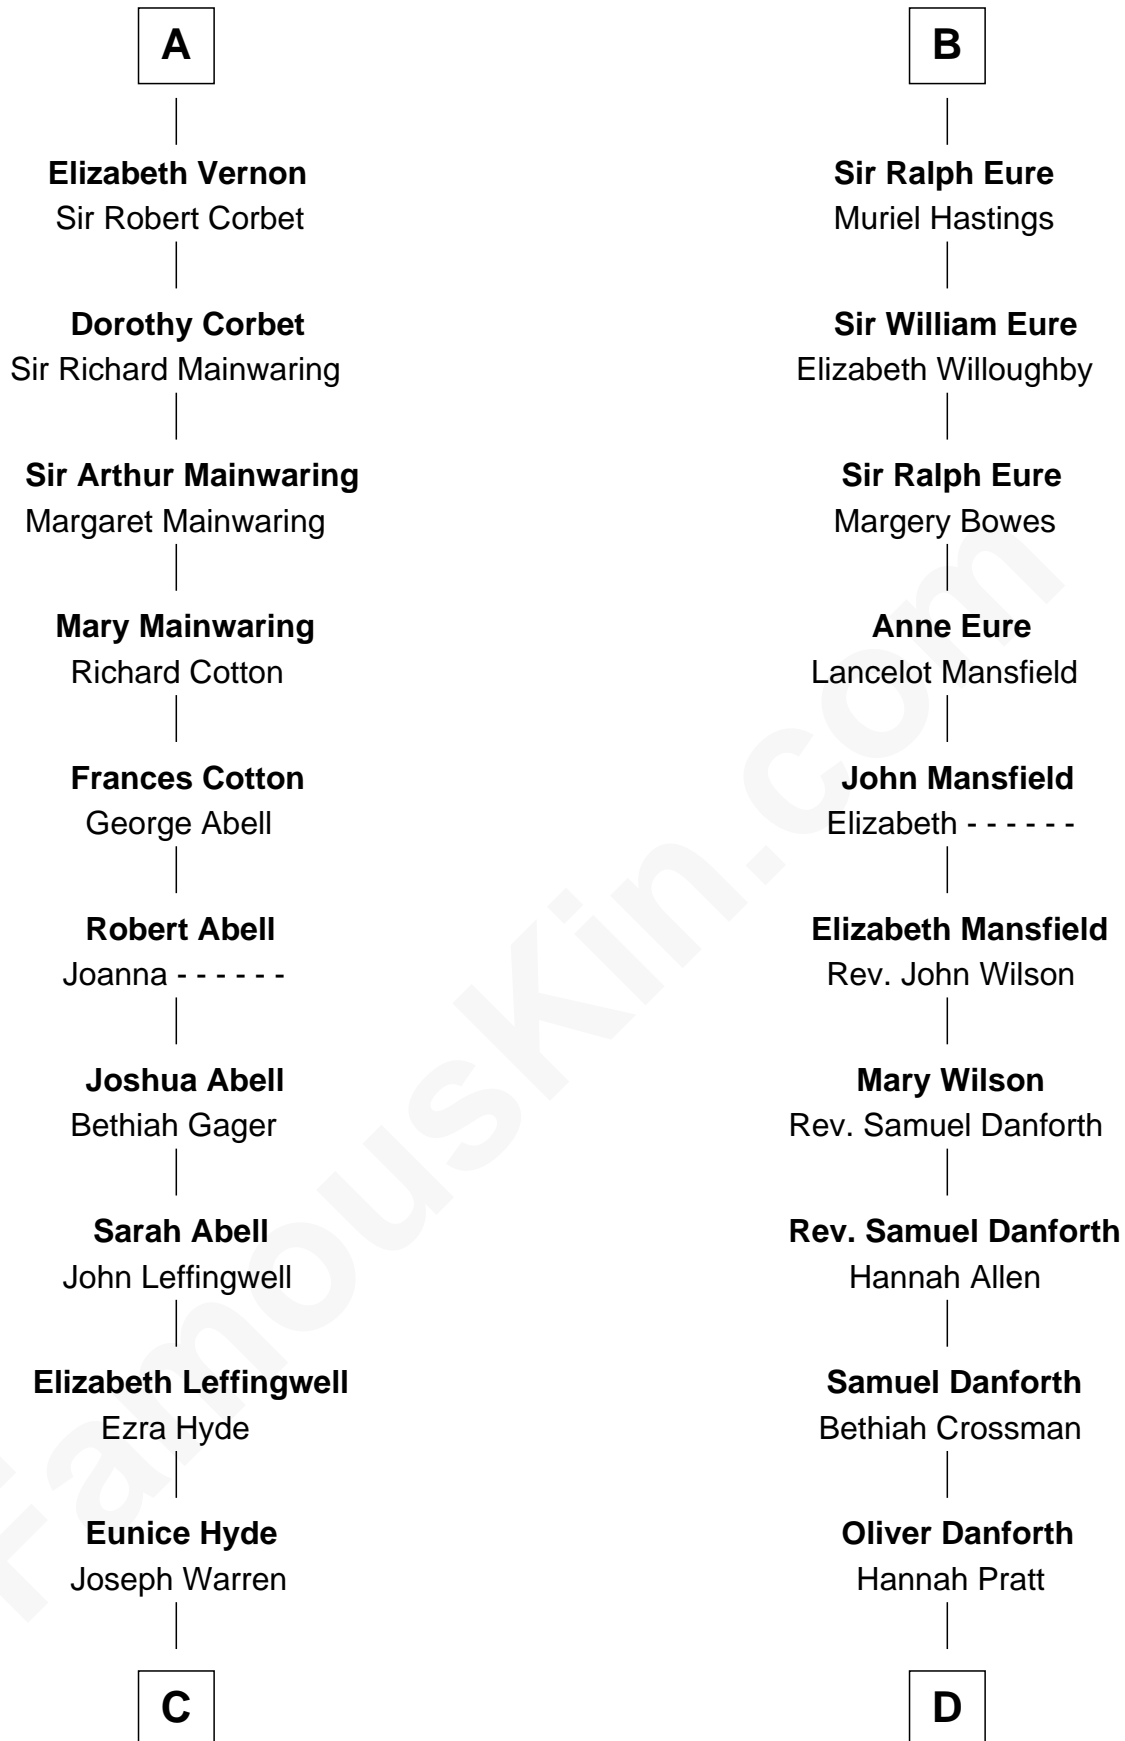 A
Elizabeth Vernon
Sir Robert Corbet
Dorothy Corbet
Sir Richard Mainwaring
Sir Arthur Mainwaring
Margaret Mainwaring
Mary Mainwaring
Richard Cotton
Frances Cotton
George Abell
Robert Abell
Joanna - - - - - -
Joshua Abell
Bethiah Gager
Sarah Abell
John Leffingwell
Elizabeth Leffingwell
Ezra Hyde
Eunice Hyde
Joseph Warren
C
B
Sir Ralph Eure
Muriel Hastings
Sir William Eure
Elizabeth Willoughby
Sir Ralph Eure
Margery Bowes
Anne Eure
Lancelot Mansfield
John Mansfield
Elizabeth - - - - - -
Elizabeth Mansfield
Rev. John Wilson
Mary Wilson
Rev. Samuel Danforth
Rev. Samuel Danforth
Hannah Allen
Samuel Danforth
Bethiah Crossman
Oliver Danforth
Hannah Pratt
D
FamousKin.com